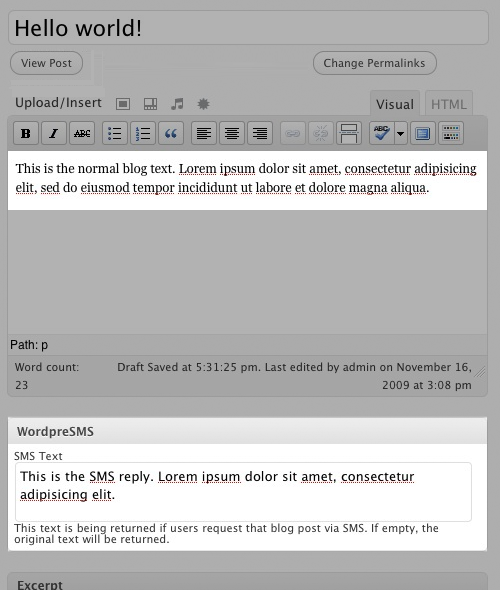 Hello world!
View Post Change Permalinks
Upload/Insert Visual HTML
B I ABC ABC
This is the normal blog text. Lorem ipsum dolor sit amet, consectetur adipisicing
elit, sed do eiusmod tempor incididunt ut labore et dolore magna aliqua.
Path: p
Word count: Draft Saved at 5:31:25 pm. Last edited by admin on November 16,
23 2009 at 3:08 pm
WordpreSMS
SMS Text
This is the SMS reply. Lorem ipsum dolor sit amet, consectetur
adipisicing elit.
This text is being returned if users request that blog post via SMS. If empty, the
original text will be returned.
Excerpt